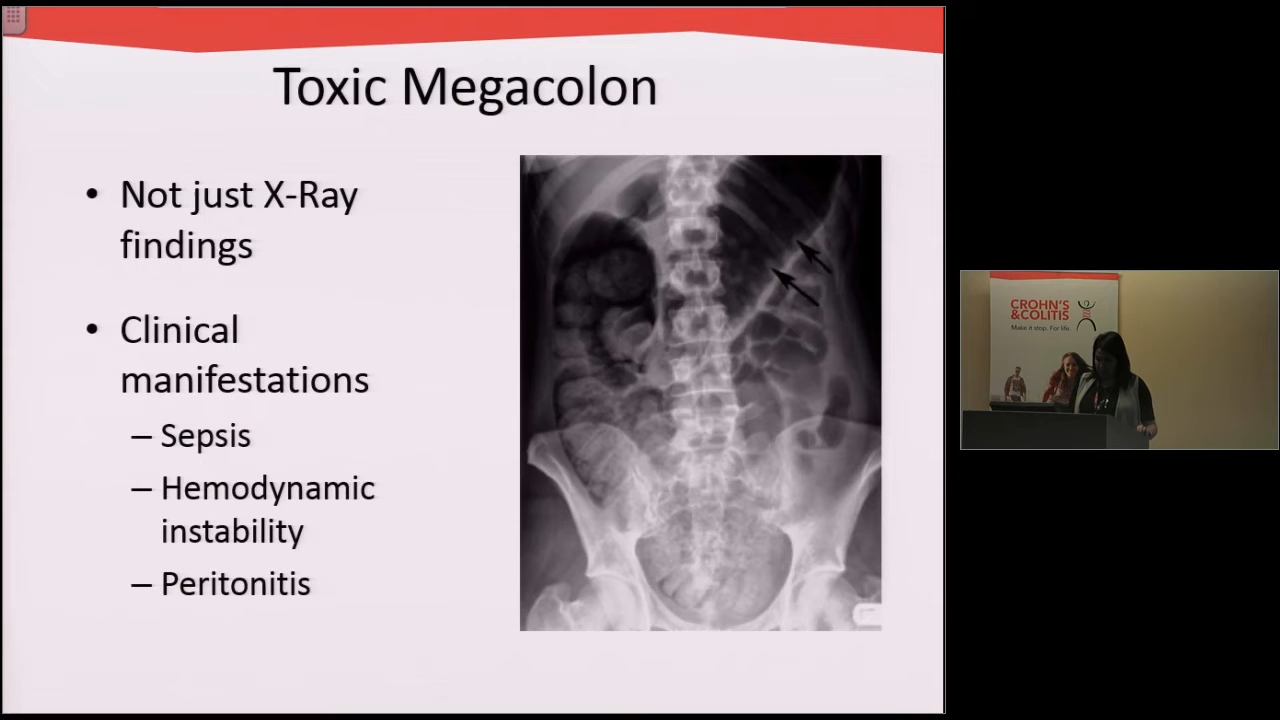 Toxic Megacolon
• Not just X-Ray
findings
• Clinical
manifestations
– Sepsis
– Hemodynamic
instability
– Peritonitis
CROHN'S
&COLITIS
Make it stop. For life.